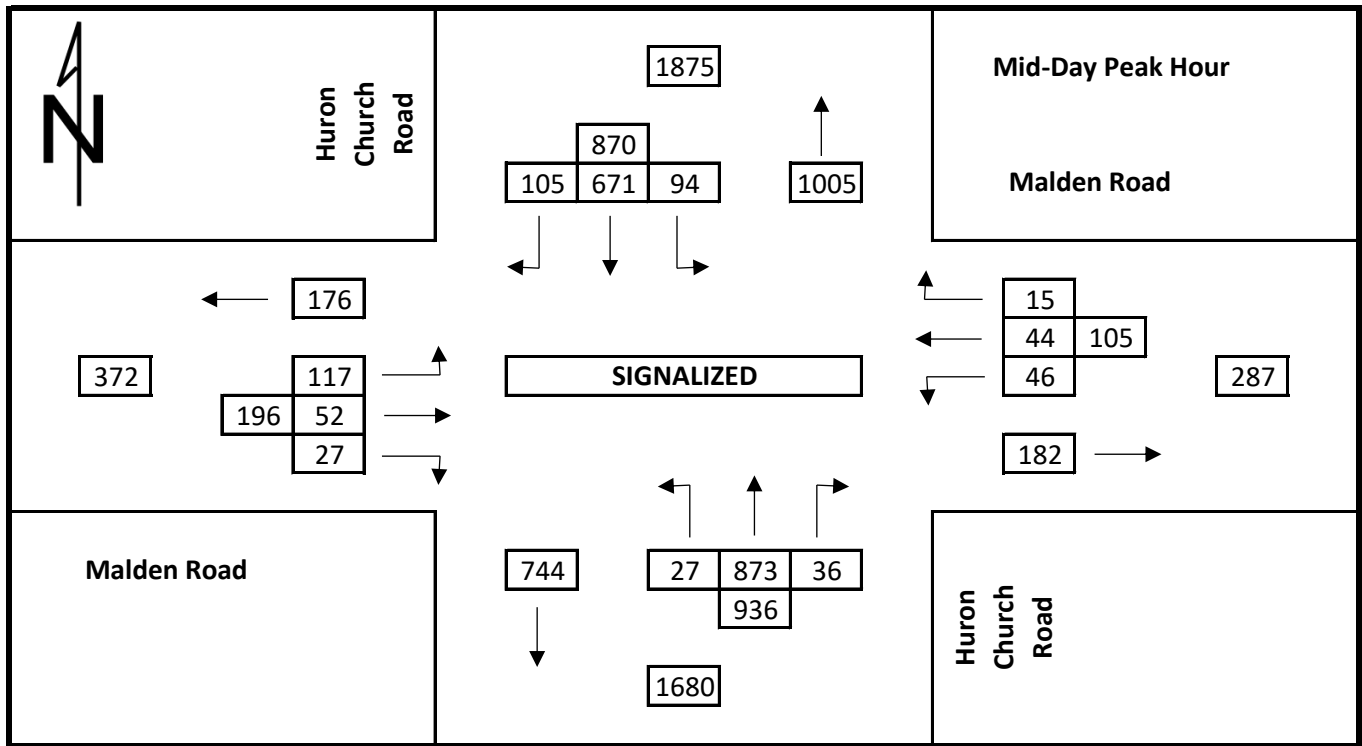 N
Huron
Church
Road
Mid-Day Peak Hour
Malden Road
1875
870
105 671 94
1005
176
372
117
196 52
27
SIGNALIZED
15
44 105
46
287
182
Malden Road
744
27 873 36
936
1680
Huron
Church
Road